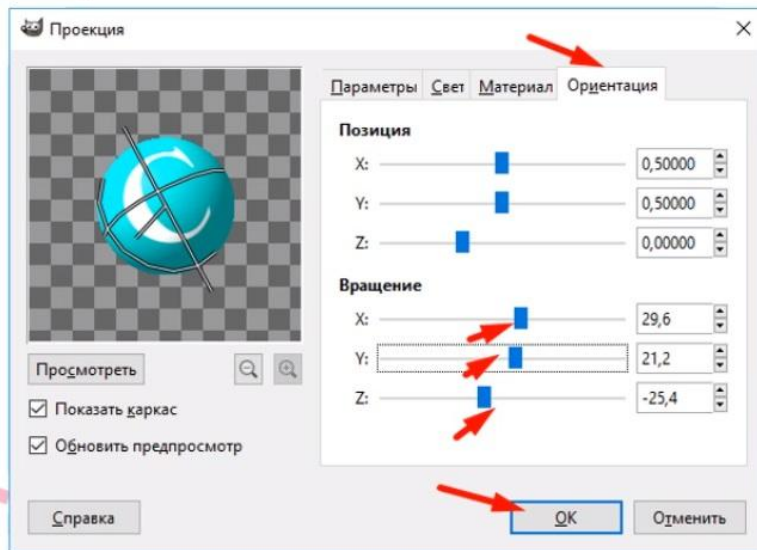 Проекция
Параметры Свет Материал Ориентация
Позиция
X: 0,50000
Y: 0,50000
Z: 0,00000
Вращение
X: 29,6
Y: 21,2
Z: -25,4
C
Просмотреть
Показать каркас
Обновить предпросмотр
Справка
OK
Отменить